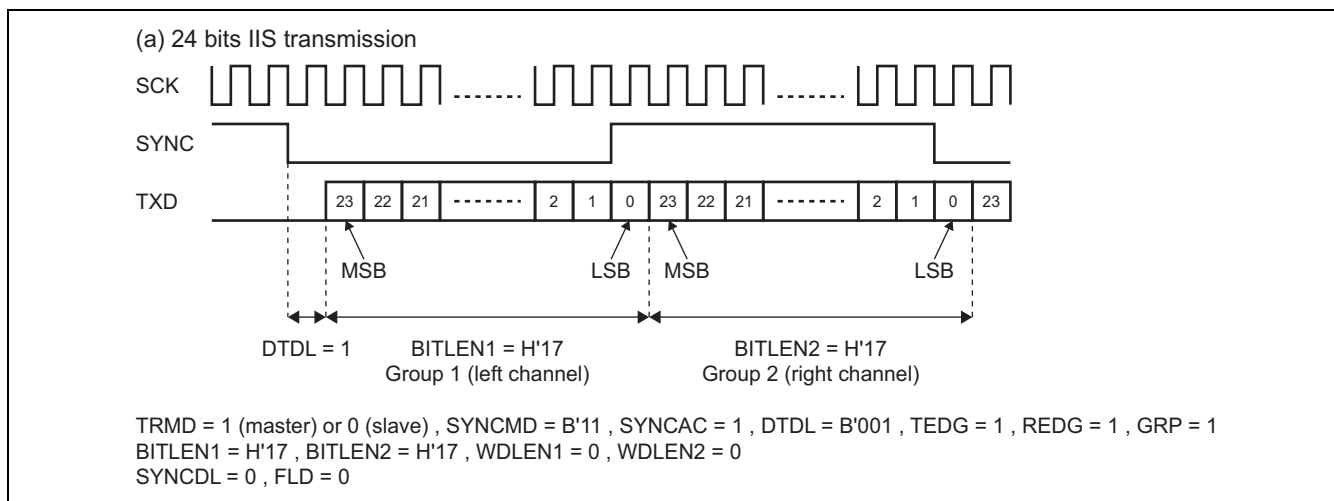 (a) 24 bits IIS transmission
SCK
SYNC
TXD 23 22 21 2 1 0 23 22 21 2 1 0 23
MSB LSB MSB LSB
DTDL = 1 BITLEN1 = H'17 BITLEN2 = H'17
Group 1 (left channel) Group 2 (right channel)
TRMD = 1 (master) or 0 (slave) , SYNCMD = B'11 , SYNCAC = 1 , DTDL = B'001 , TEDG = 1 , REDG = 1 , GRP = 1
BITLEN1 = H'17 , BITLEN2 = H'17 , WDLEN1 = 0 , WDLEN2 = 0
SYNCDL = 0 , FLD = 0